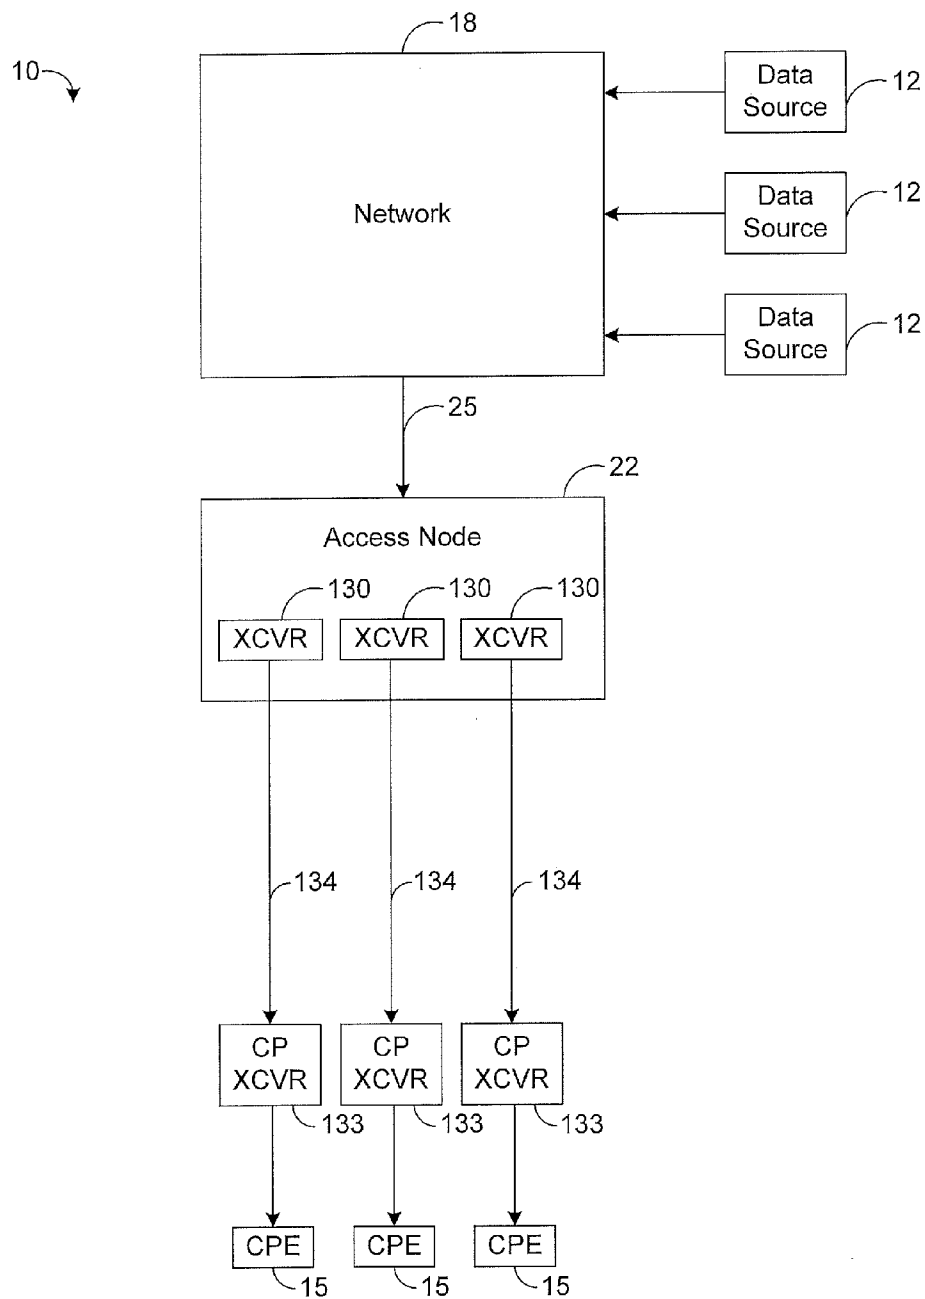 18
10
Data
Source
12
Network
Data
Source
12
Data
Source
12
25
22
Access Node
130
130
130
XCVR
XCVR
XCVR
134
134
134
CP
XCVR
CP
XCVR
CP
XCVR
133
133
133
CPE
CPE
CPE
15
15
15